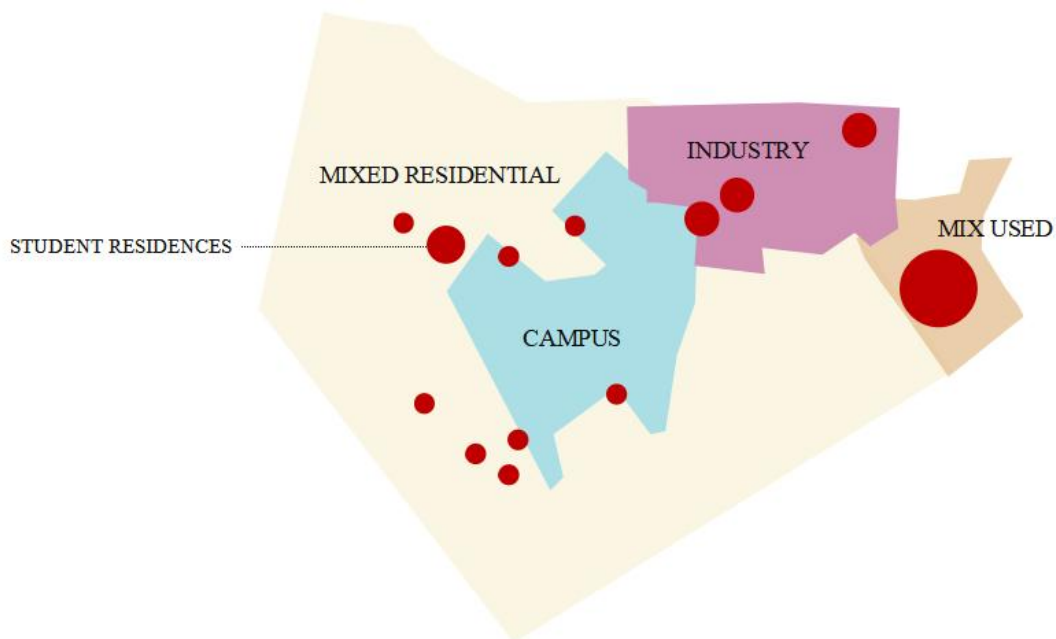 INDUSTRY
MIXED RESIDENTIAL
MIX USED
STUDENT RESIDENCES
CAMPUS